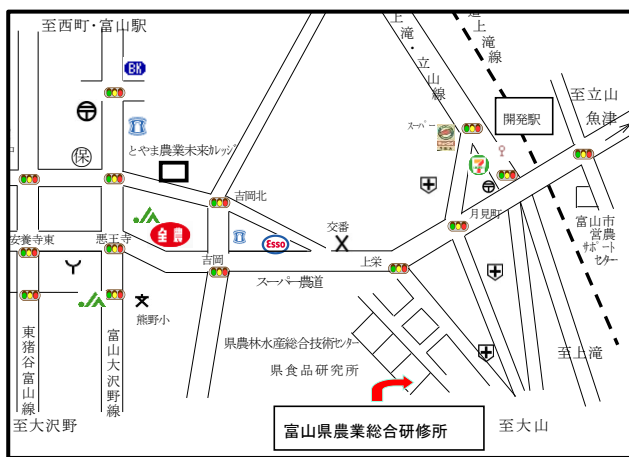 至西町・富山駅
BK
保
とやま農業未来カレッジ
上滝・立山線
上滝線
スーパー
開発駅
至立山
魚津
7
吉岡北
交番
月見町
富山市
営農
サポート
センター
安養寺東
悪王寺
JA
全農
Esso
吉岡
スーパー農道
上栄
JA
熊野小
県農林水産総合技術センター
県食品研究所
至上滝
東猪谷富山線
富山大沢野線
至大沢野
富山県農業総合研修所
至大山